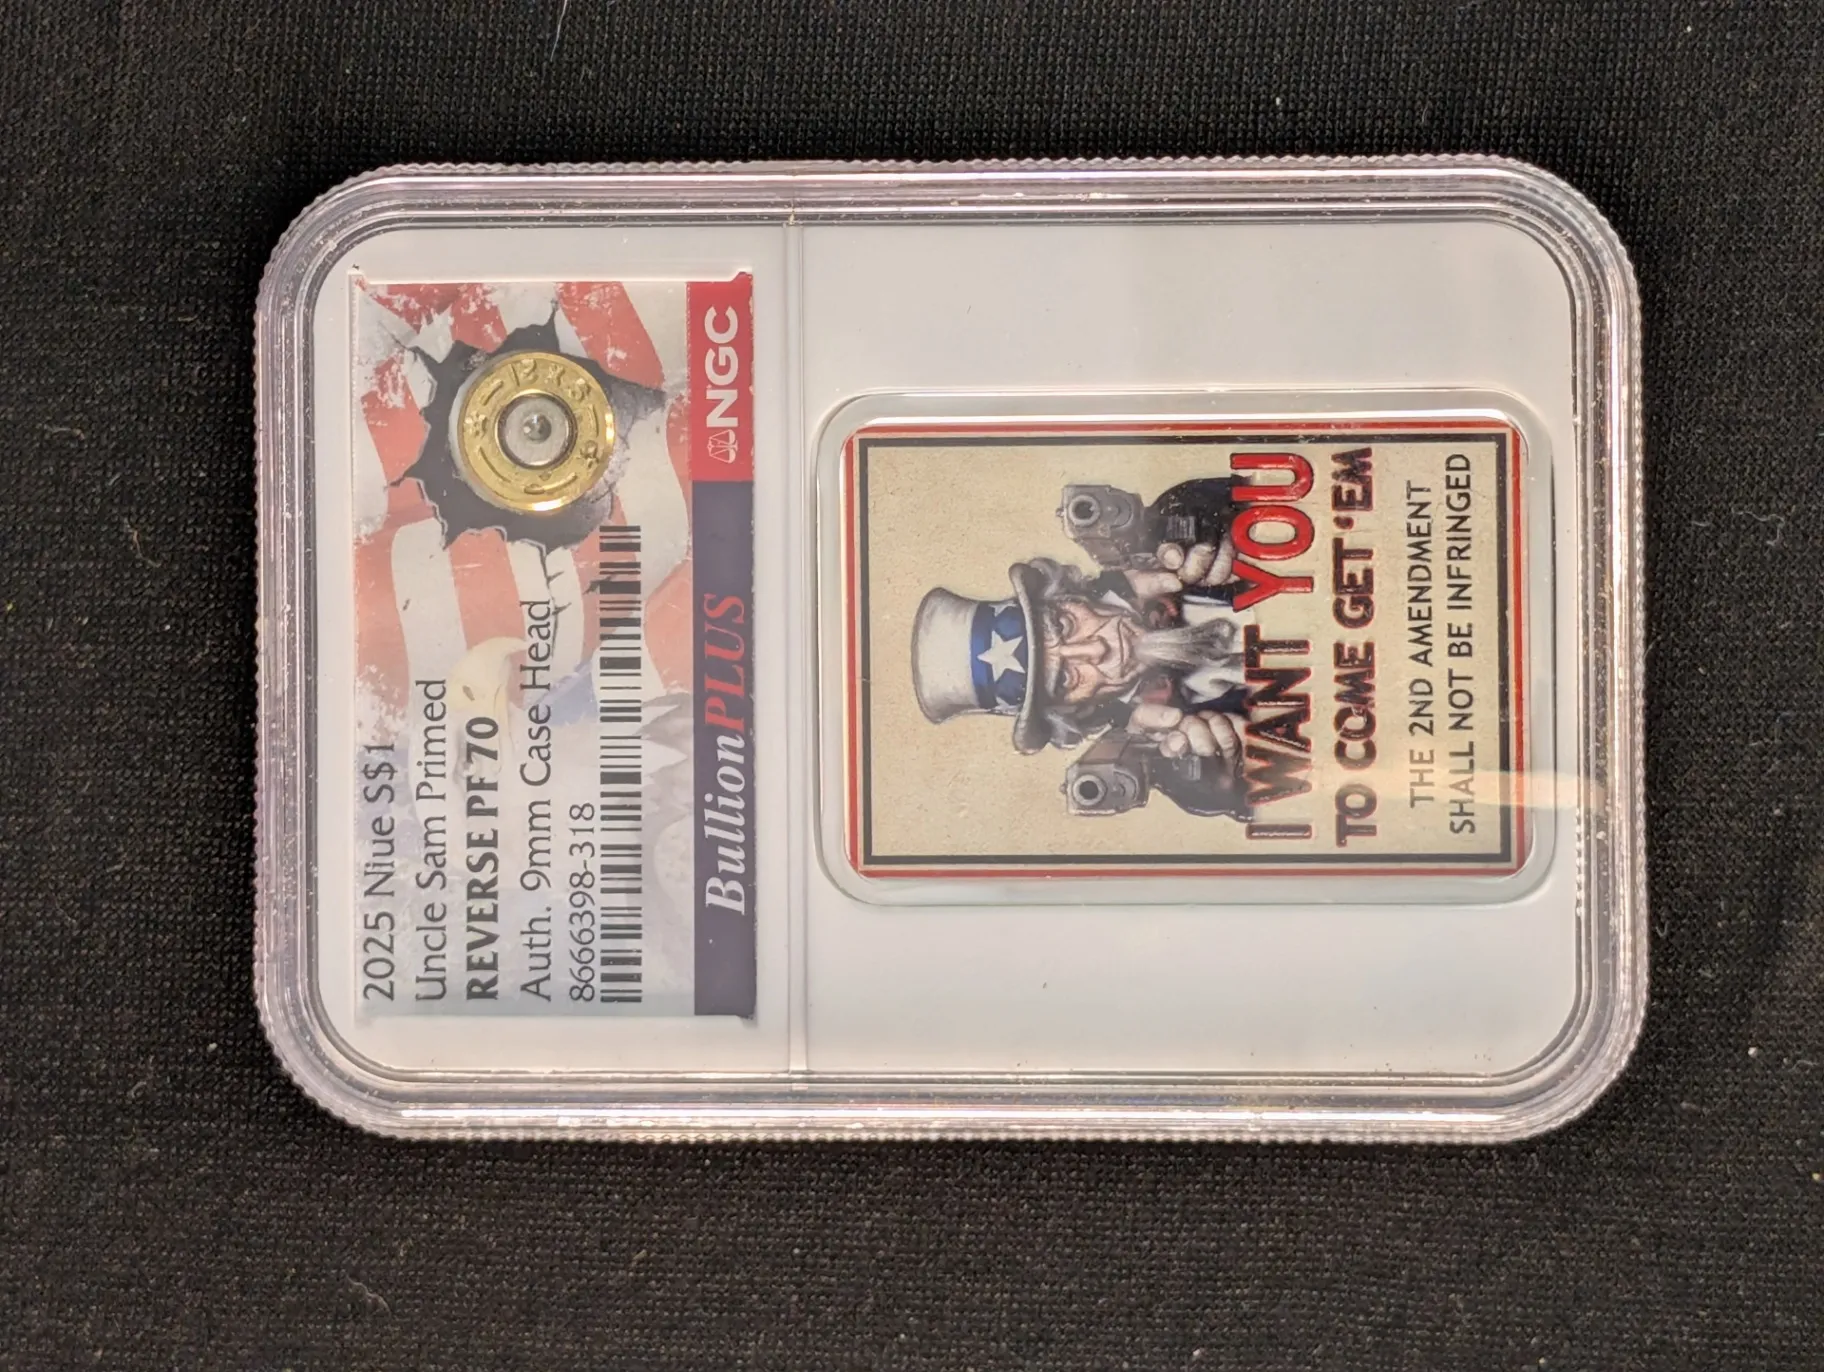 2025 Niue S$1
Uncle Sam Primed
REVERSE PF 70
Auth. 9mm Case Head
8666398-318
BullionPLUS
NGC
I WANT YOU
TO COME GET 'EM
THE 2ND AMENDMENT
SHALL NOT BE INFRINGED